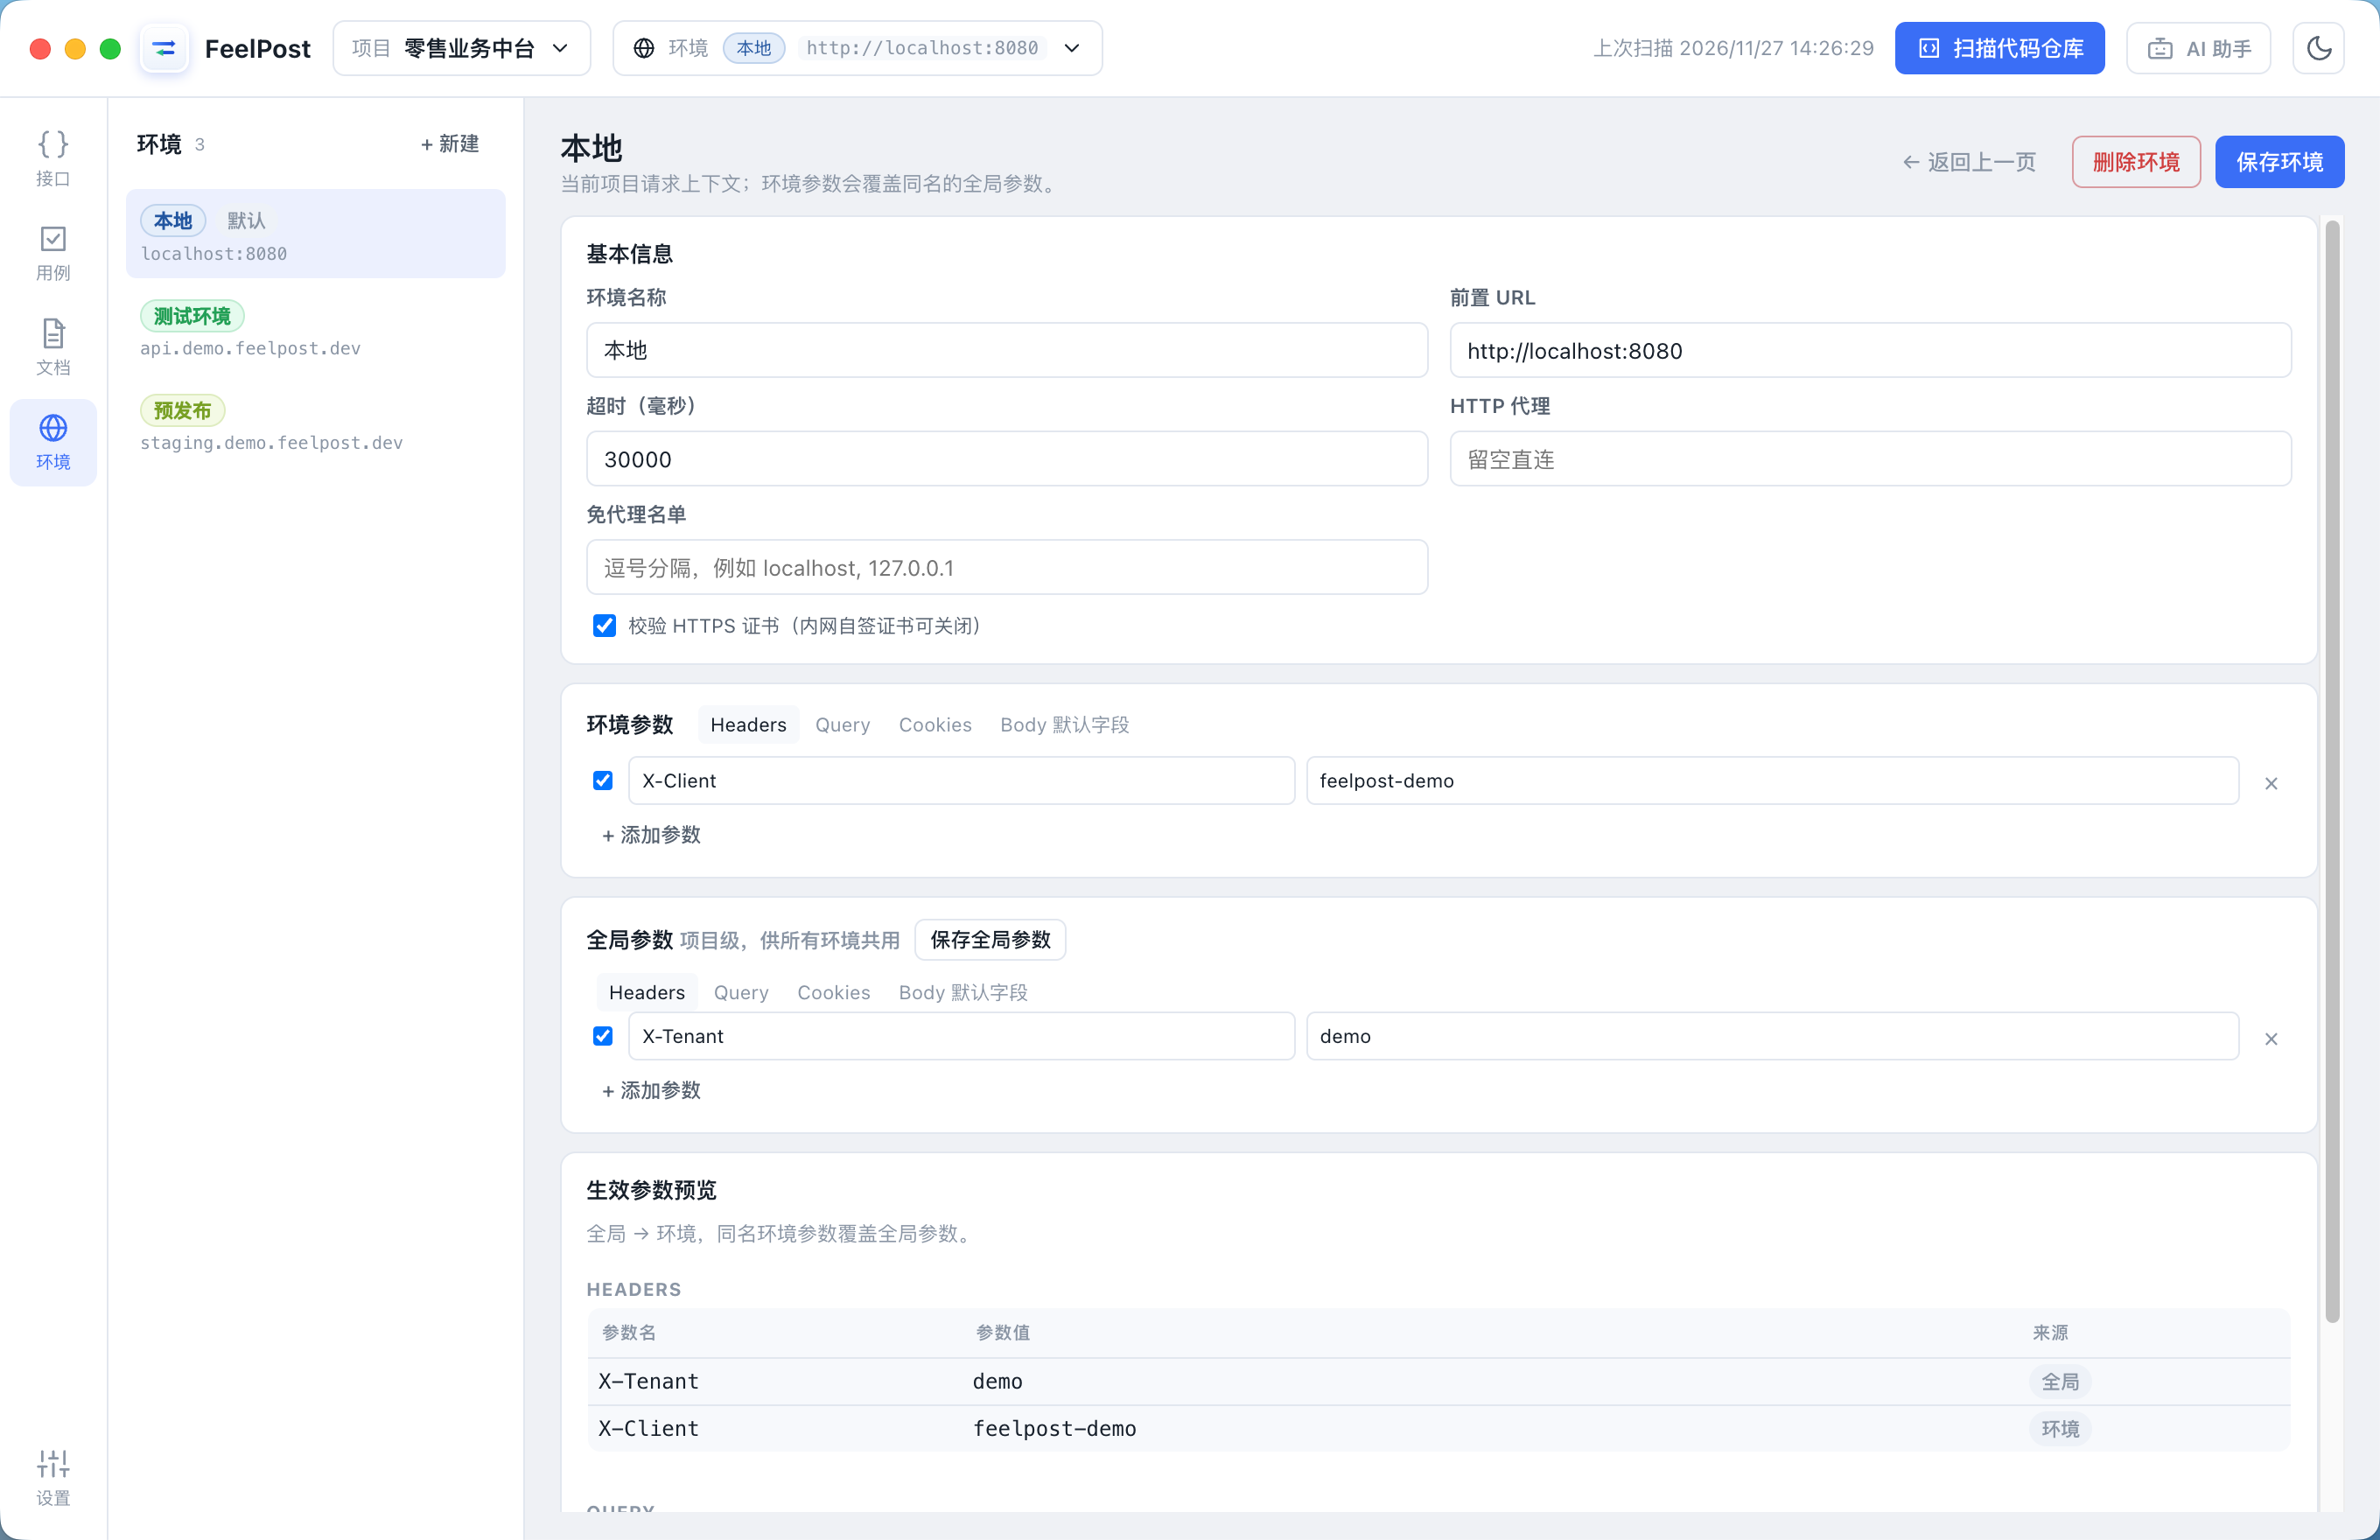 FeelPost 项目 零售业务中台 环境 本地 http://localhost:8080 上次扫描 2026/11/27 14:26:29 扫描代码仓库 AI 助手
接口
用例
文档
环境
设置
环境 3 + 新建
本地 默认
localhost:8080
测试环境
api.demo.feelpost.dev
预发布
staging.demo.feelpost.dev
本地
当前项目请求上下文；环境参数会覆盖同名的全局参数。
← 返回上一页 删除环境 保存环境
基本信息
环境名称 前置 URL
本地 http://localhost:8080
超时（毫秒） HTTP 代理
30000 留空直连
免代理名单
逗号分隔，例如 localhost, 127.0.0.1
校验 HTTPS 证书（内网自签证书可关闭）
环境参数 Headers Query Cookies Body 默认字段
X-Client feelpost-demo ×
+ 添加参数
全局参数 项目级，供所有环境共用 保存全局参数
Headers Query Cookies Body 默认字段
X-Tenant demo ×
+ 添加参数
生效参数预览
全局 → 环境，同名环境参数覆盖全局参数。
HEADERS
参数名 参数值 来源
X-Tenant demo 全局
X-Client feelpost-demo 环境
QUERY